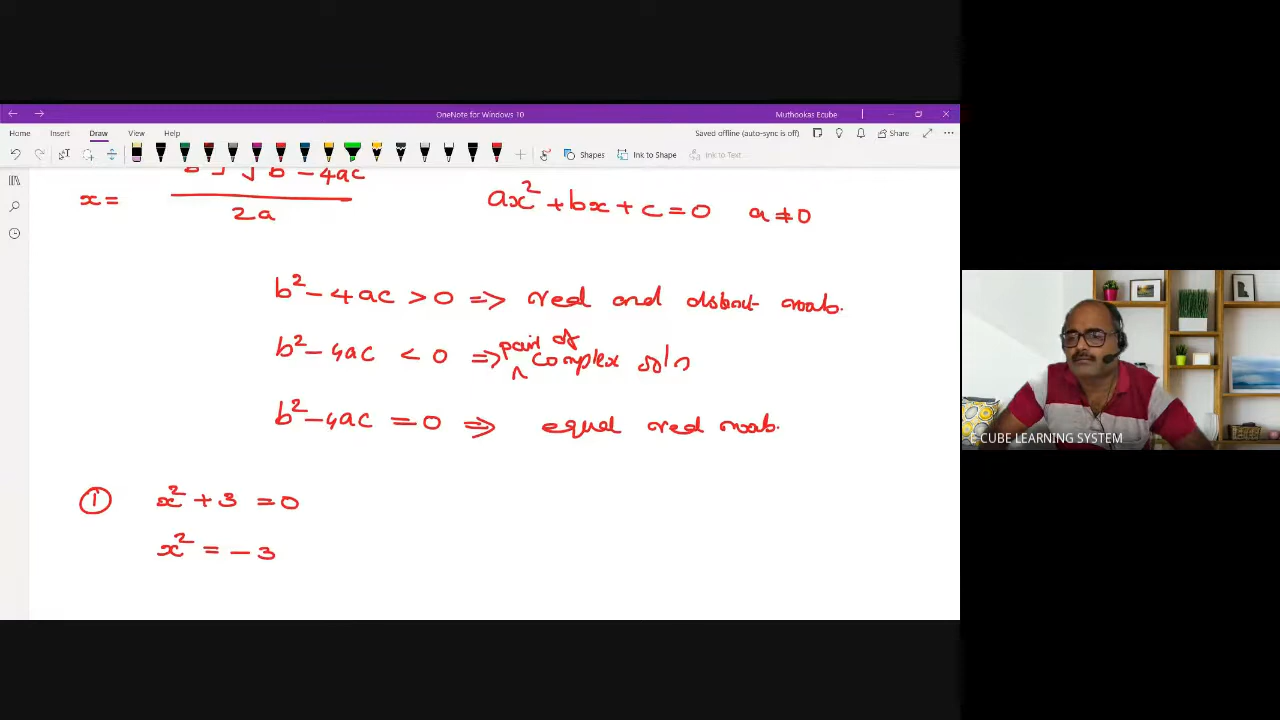 OneNote for Windows 10
Muthookas Ecube
Home Insert Draw View Help
Saved offline (auto-sync is off)
Share
Shapes
Ink to Shape
Ink to Text
x = b √b - 4ac / 2a
ax² + bx + c = 0 a ≠ 0
b² - 4ac > 0 => real and distinct roots.
b² - 4ac < 0 => pair of complex sol/n
b² - 4ac = 0 => equal real roots.
① x² + 3 = 0
x² = -3
E CUBE LEARNING SYSTEM